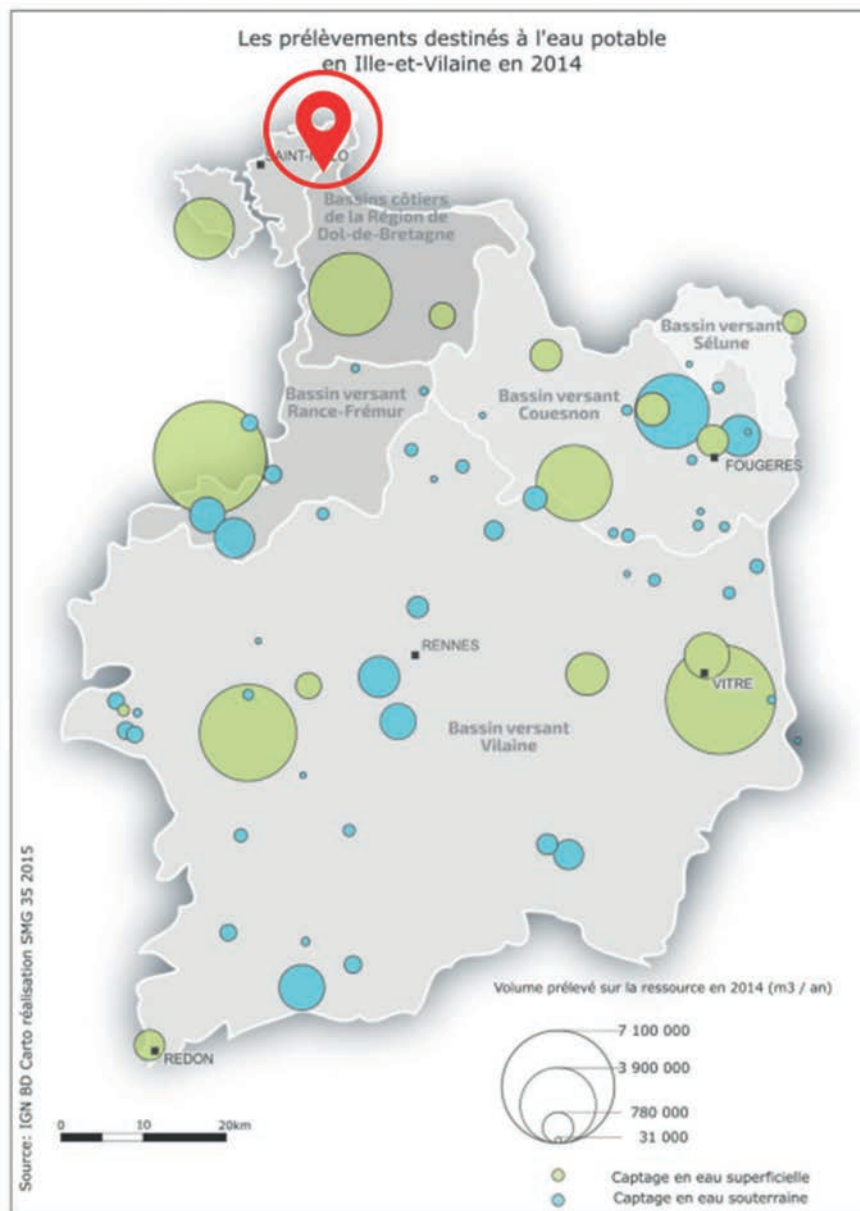 Les prélèvements destinés à l'eau potable
en Ille-et-Vilaine en 2014
Bassins côtiers
de la Région de
Dol-de-Bretagne
Bassin versant
Sélune
Bassin versant
Rance-Frémur
Bassin versant
Couesnon
FOUGERES
RENNES
VITRE
Bassin versant
Vilaine
REDON
Source: IGN BD Carto réalisation SMG 35 2015
0 10 20km
Volume prélevé sur la ressource en 2014 (m3 / an)
7 100 000
3 900 000
780 000
31 000
Captage en eau superficielle
Captage en eau souterraine